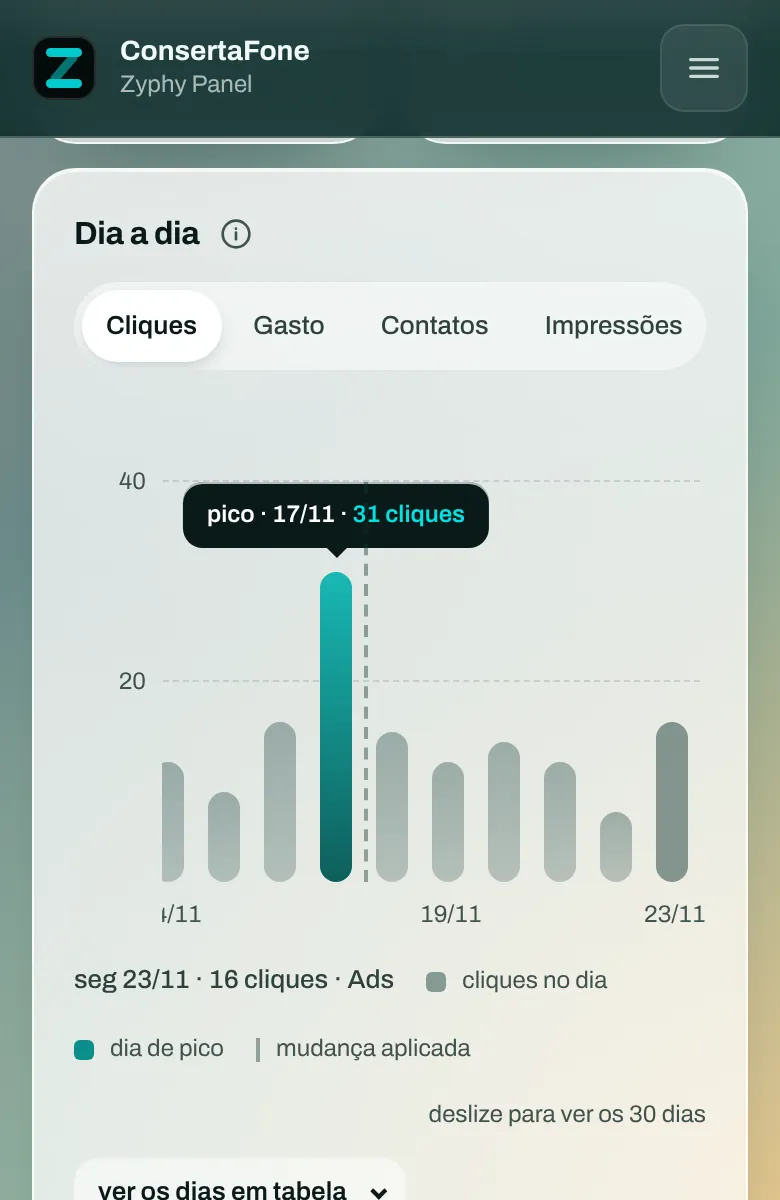 ConsertaFone
Zyphy Panel
Dia a dia
Cliques Gasto Contatos Impressões
40
pico · 17/11 · 31 cliques
20
/11 19/11 23/11
seg 23/11 · 16 cliques · Ads cliques no dia
dia de pico mudança aplicada
deslize para ver os 30 dias
ver os dias em tabela